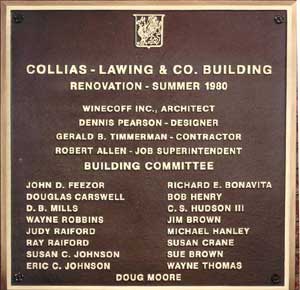 COLLIAS - LAWING & CO. BUILDING
RENOVATION - SUMMER 1980
WINECOFF INC., ARCHITECT
DENNIS PEARSON - DESIGNER
GERALD B. TIMMERMAN - CONTRACTOR
ROBERT ALLEN - JOB SUPERINTENDENT
BUILDING COMMITTEE
JOHN D. FEEZOR RICHARD E. BONAVITA
DOUGLAS CARSWELL BOB HENRY
D. B. MILLS C. S. HUDSON III
WAYNE ROBBINS JIM BROWN
JUDY RAIFORD MICHAEL HANLEY
RAY RAIFORD SUSAN CRANE
SUSAN C. JOHNSON SUE BROWN
ERIC C. JOHNSON WAYNE THOMAS
DOUG MOORE